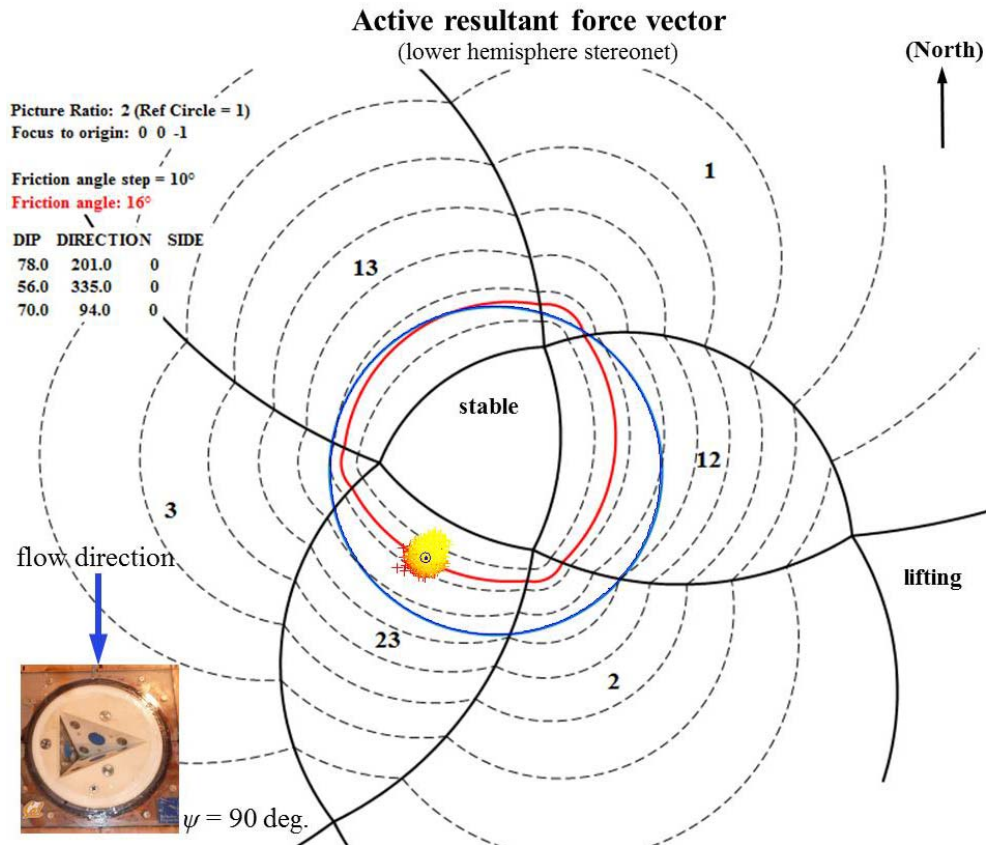 Active resultant force vector
(lower hemisphere stereonet)
(North)
Picture Ratio: 2 (Ref Circle = 1)
Focus to origin: 0 0 -1
Friction angle step = 10°
Friction angle: 16°
DIP DIRECTION SIDE
78.0 201.0 0
56.0 335.0 0
70.0 94.0 0
1
13
stable
12
3
flow direction
lifting
23
2
ψ = 90 deg.